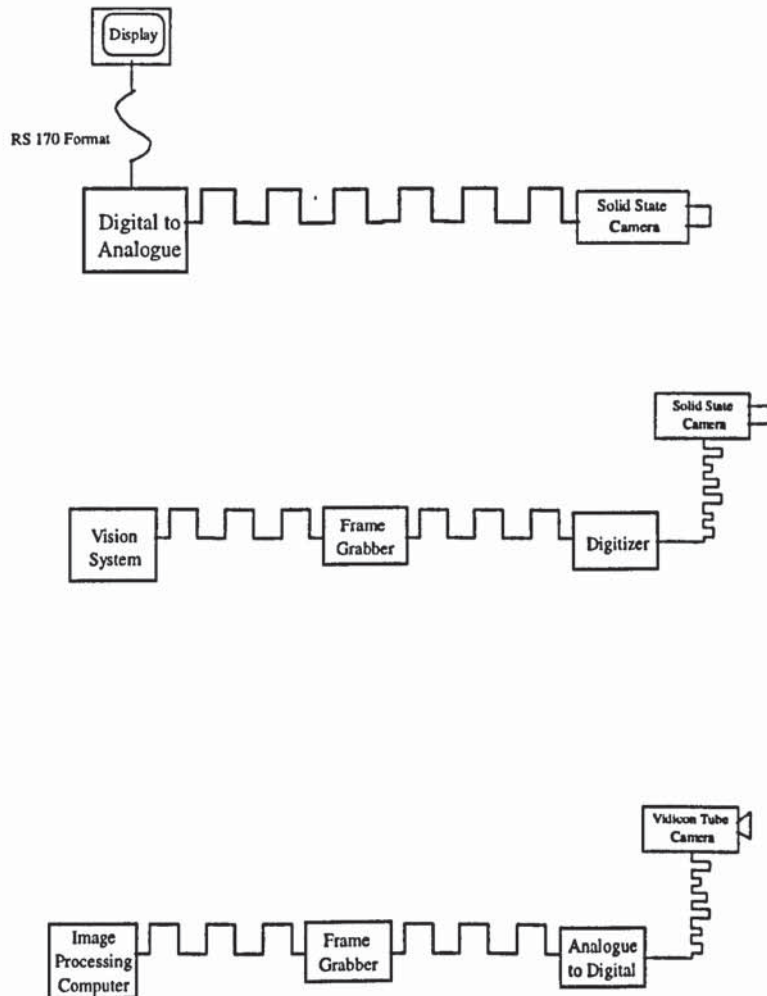 Display
RS 170 Format
Digital to
Analogue
Solid State
Camera
Solid State
Camera
Vision
System
Frame
Grabber
Digitizer
Vidicon Tube
Camera
Image
Processing
Computer
Frame
Grabber
Analogue
to Digital